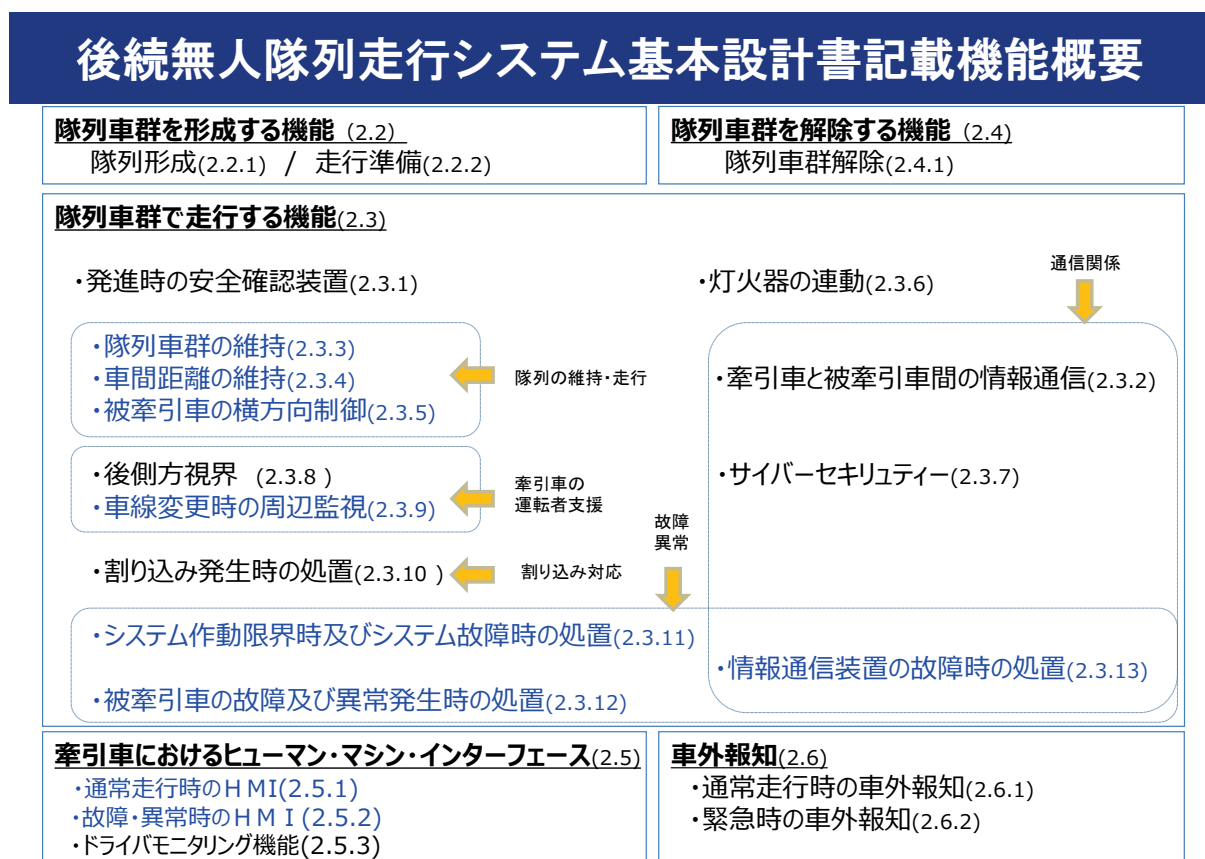 後続無人隊列走行システム基本設計書記載機能概要
隊列車群を形成する機能 (2.2)
隊列形成(2.2.1) / 走行準備(2.2.2)
隊列車群を解除する機能 (2.4)
隊列車群解除(2.4.1)
隊列車群で走行する機能(2.3)
・発進時の安全確認装置(2.3.1)
・灯火器の連動(2.3.6)
通信関係
・隊列車群の維持(2.3.3)
・車間距離の維持(2.3.4)
・被牽引車の横方向制御(2.3.5)
隊列の維持・走行
・牽引車と被牽引車間の情報通信(2.3.2)
・後側方視界 (2.3.8 )
・車線変更時の周辺監視(2.3.9)
牽引車の
運転者支援
・サイバーセキリュティー(2.3.7)
故障
異常
・割り込み発生時の処置(2.3.10 )
割り込み対応
・システム作動限界時及びシステム故障時の処置(2.3.11)
・情報通信装置の故障時の処置(2.3.13)
・被牽引車の故障及び異常発生時の処置(2.3.12)
牽引車におけるヒューマン・マシン・インターフェース(2.5)
・通常走行時のHMI(2.5.1)
・故障・異常時のHMI(2.5.2)
・ドライバモニタリング機能(2.5.3)
車外報知(2.6)
・通常走行時の車外報知(2.6.1)
・緊急時の車外報知(2.6.2)